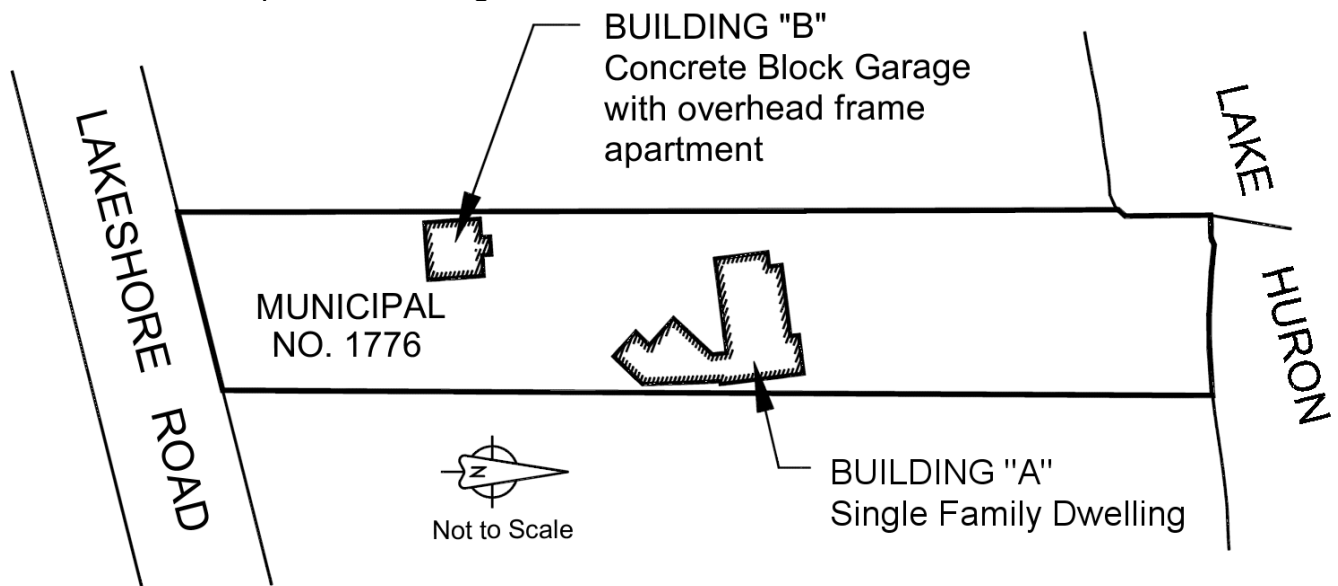 BUILDING "B"
Concrete Block Garage
with overhead frame
apartment
LAKESHORE ROAD
LAKE HURON
MUNICIPAL
NO. 1776
N
Not to Scale
BUILDING "A"
Single Family Dwelling